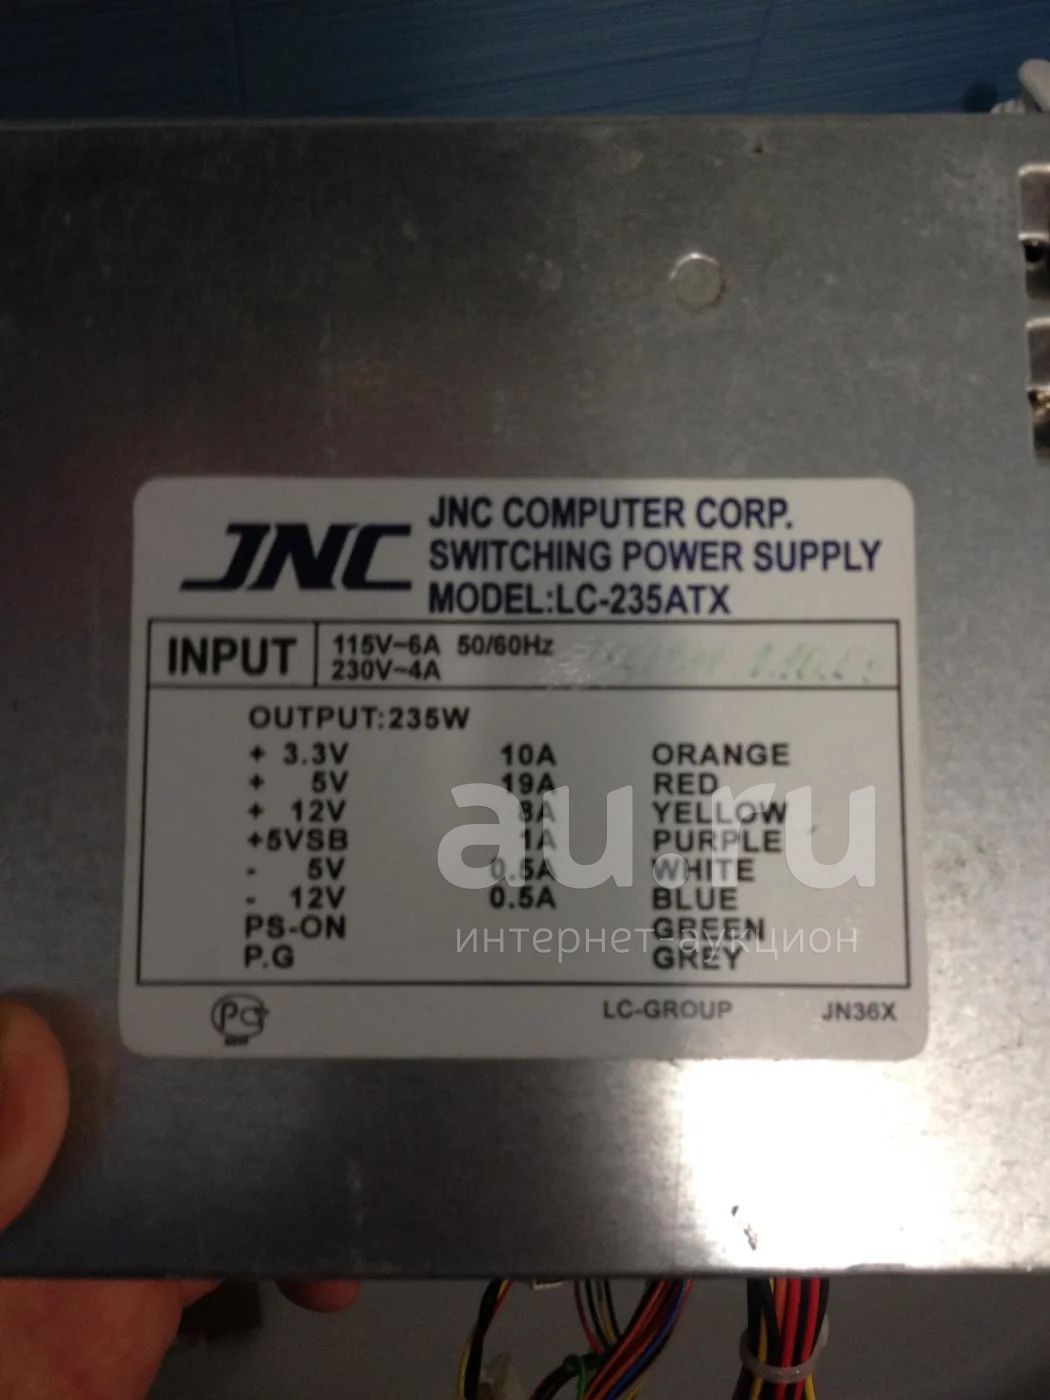 JNC
JNC COMPUTER CORP.
SWITCHING POWER SUPPLY
MODEL:LC-235ATX
INPUT
115V~6A 50/60Hz
230V~4A
OUTPUT:235W
+ 3.3V 10A ORANGE
+ 5V 19A RED
+ 12V 8A YELLOW
+5VSB 1A PURPLE
- 5V 0.5A WHITE
- 12V 0.5A BLUE
PS-ON GREEN
P.G GREY
au.ru
интернет-аукцион
LC-GROUP JN36X